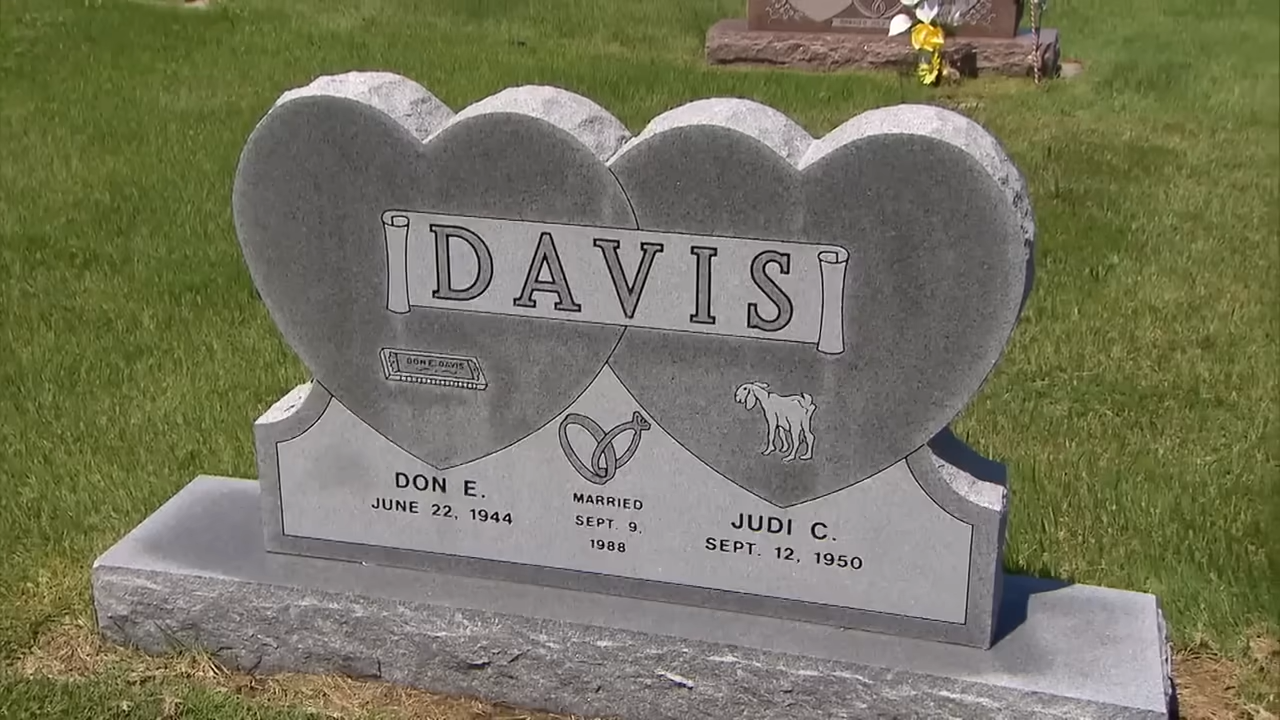 DAVIS
DON E. DAVIS
DON E.
JUNE 22, 1944
MARRIED
SEPT. 9,
1988
JUDI C.
SEPT. 12, 1950